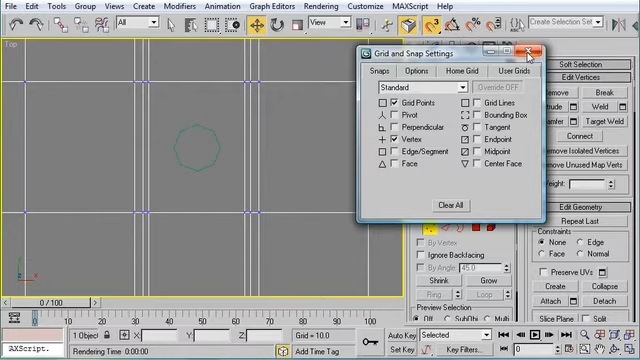 Edit Tools Group Views Create Modifiers Animation Graph Editors Rendering Customize MAXScript Help
All View Create Selection Set
Top
Grid and Snap Settings
Snaps Options Home Grid User Grids
Standard Override OFF
Grid Points Grid Lines
Pivot Bounding Box
Perpendicular Tangent
Vertex Endpoint
Edge/Segment Midpoint
Face Center Face
Clear All
Soft Selection
Edit Vertices
Remove Break
Extrude Weld
Chamfer Target Weld
Connect
Remove Isolated Vertices
Remove Unused Map Verts
Weight:
Edit Geometry
Repeat Last
Constraints
None Edge
Face Normal
Preserve UVs
Create Collapse
Attach Detach
Slice Plane Split
By Vertex
Ignore Backfacing
By Angle: 45.0
Shrink Grow
Ring Loop
Preview Selection
Off SubObj Multi
0 / 100
0 10 20 30 40 50 60 70 80 90 100
1 Object X: Y: Z: Grid = 10.0 Auto Key Selected
AXScript. Rendering Time 0:00:00 Add Time Tag Set Key Key Filters...